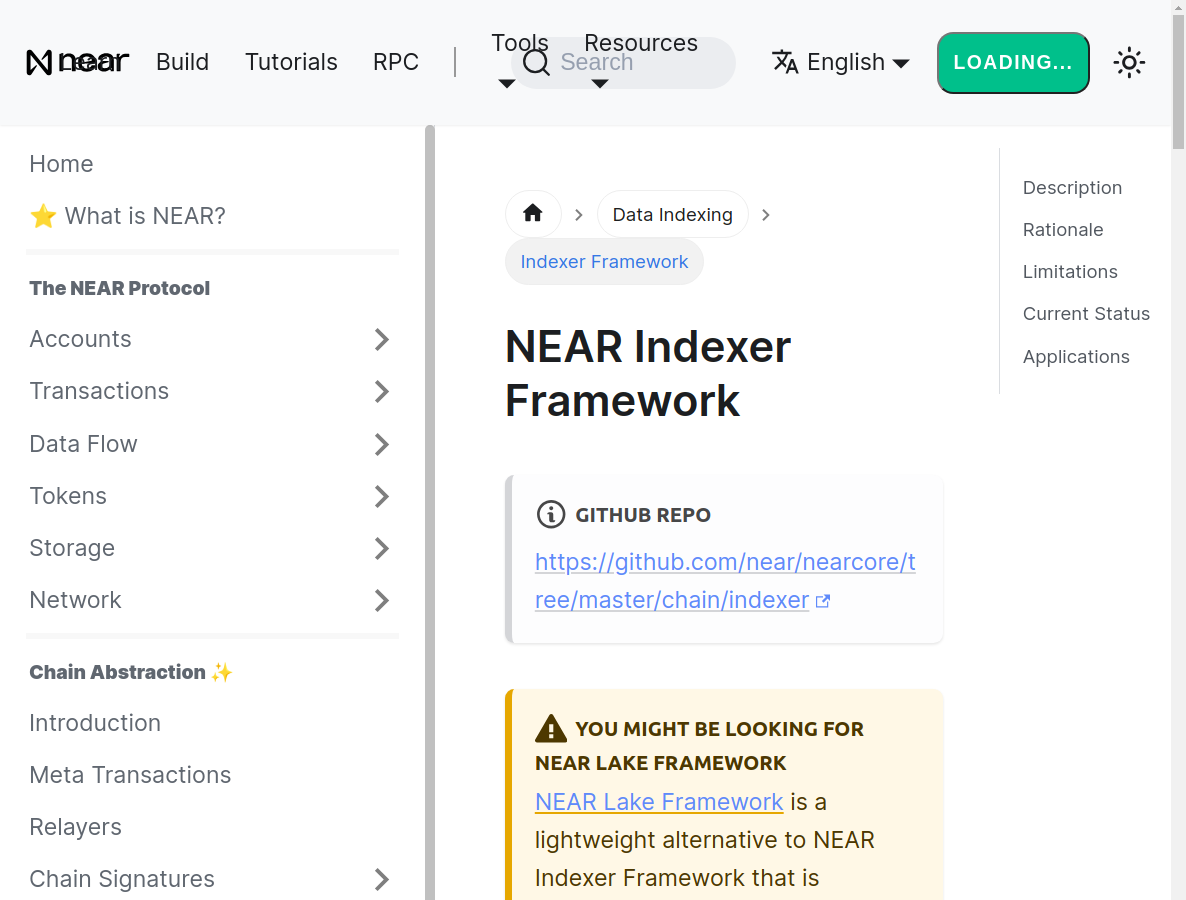 near
Learn
Build
Tutorials
RPC
Tools
Resources
Search
English
LOADING...
Home
⭐ What is NEAR?
The NEAR Protocol
Accounts
Transactions
Data Flow
Tokens
Storage
Network
Chain Abstraction ✨
Introduction
Meta Transactions
Relayers
Chain Signatures
Data Indexing
Indexer Framework
NEAR Indexer
Framework
GITHUB REPO
https://github.com/near/nearcore/t
ree/master/chain/indexer
YOU MIGHT BE LOOKING FOR
NEAR LAKE FRAMEWORK
NEAR Lake Framework is a
lightweight alternative to NEAR
Indexer Framework that is
Description
Rationale
Limitations
Current Status
Applications